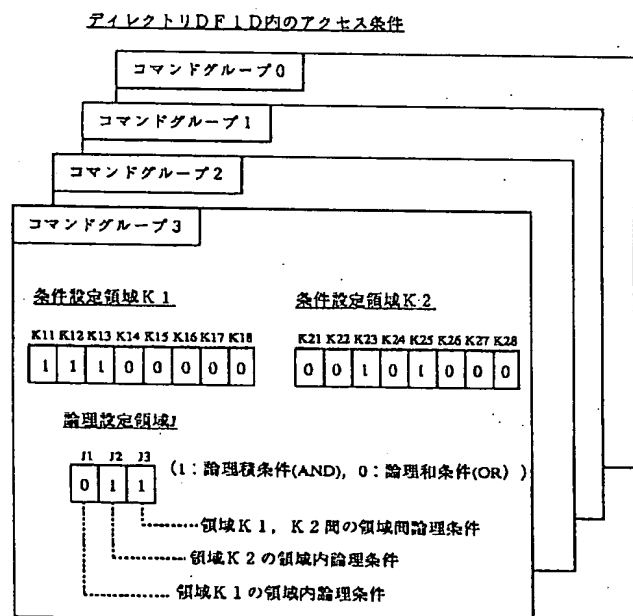 ディレクトリDF1D内のアクセス条件
コマンドグループ0
コマンドグループ1
コマンドグループ2
コマンドグループ3
条件設定領域K1 条件設定領域K2
K11 K12 K13 K14 K15 K16 K17 K18 K21 K22 K23 K24 K25 K26 K27 K28
1 1 1 0 0 0 0 0 0 0 1 0 1 0 0 0
論理設定領域J
J1 J2 J3
0 1 1 (1:論理積条件(AND), 0:論理和条件(OR))
領域K1, K2間の領域間論理条件
領域K2の領域内論理条件
領域K1の領域内論理条件